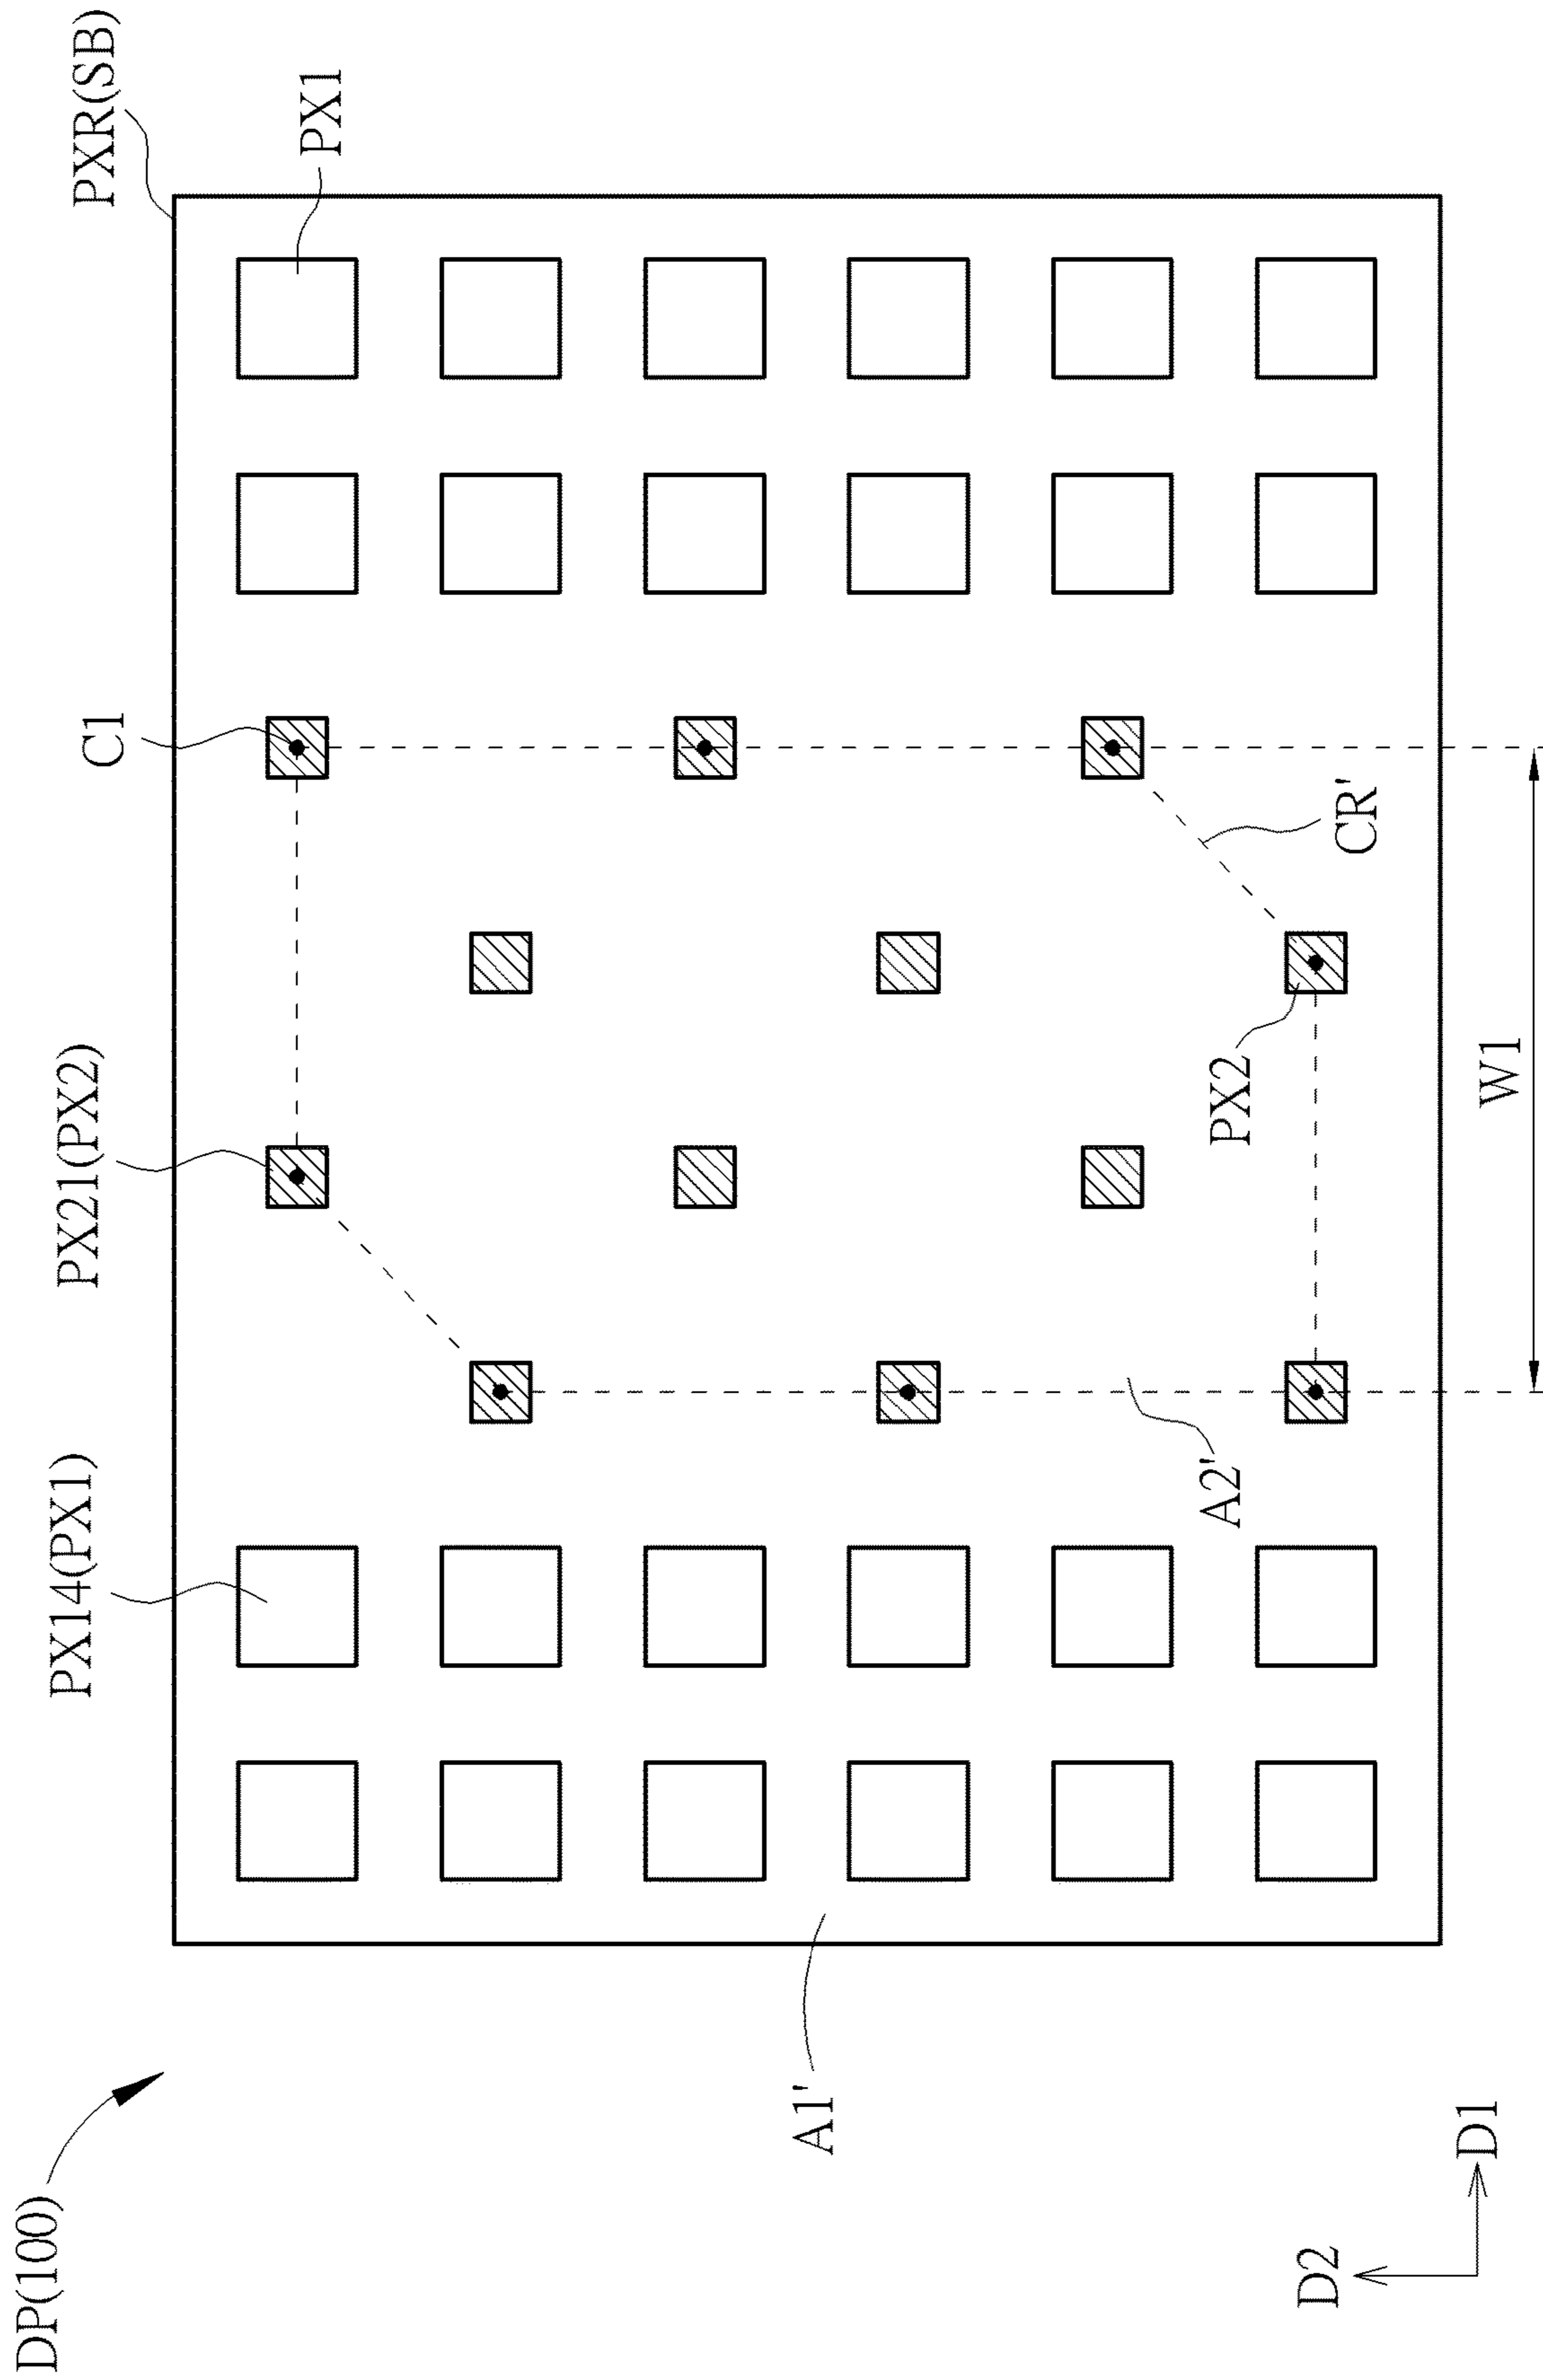 DP(100)
PX14(PX1)
PX21(PX2)
C1
PXR(SB)
PX1
A1'
A2'
PX2
CR'
W1
D2
D1